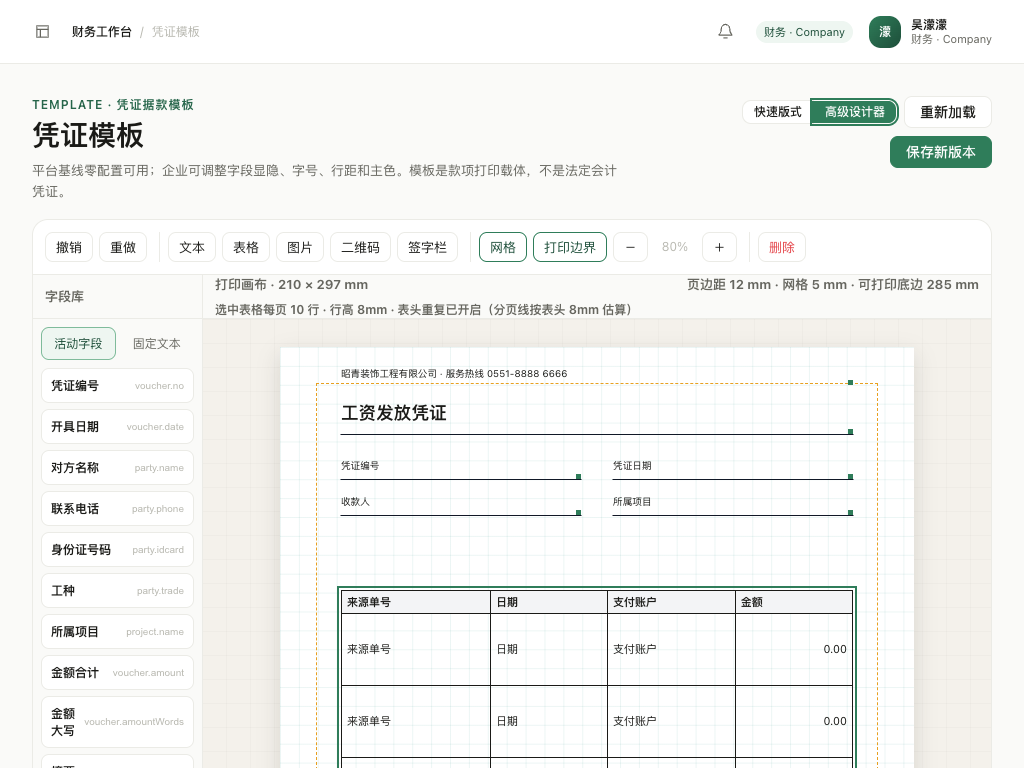 财务工作台 / 凭证模板
财务 · Company
濛
吴濛濛
财务 · Company
TEMPLATE · 凭证据款模板
凭证模板
平台基线零配置可用；企业可调整字段显隐、字号、行距和主色。模板是款项打印载体，不是法定会计
凭证。
快速版式
高级设计器
重新加载
保存新版本
撤销
重做
文本
表格
图片
二维码
签字栏
网格
打印边界
−
80%
+
删除
字段库
打印画布 · 210 × 297 mm
页边距 12 mm · 网格 5 mm · 可打印底边 285 mm
选中表格每页 10 行 · 行高 8mm · 表头重复已开启（分页线按表头 8mm 估算）
活动字段
固定文本
凭证编号 voucher.no
开具日期 voucher.date
对方名称 party.name
联系电话 party.phone
身份证号码 party.idcard
工种 party.trade
所属项目 project.name
金额合计 voucher.amount
金额
大写 voucher.amountWords
昭青装饰工程有限公司 · 服务热线 0551-8888 6666
工资发放凭证
凭证编号
凭证日期
收款人
所属项目
来源单号 日期 支付账户 金额
来源单号 日期 支付账户 0.00
来源单号 日期 支付账户 0.00